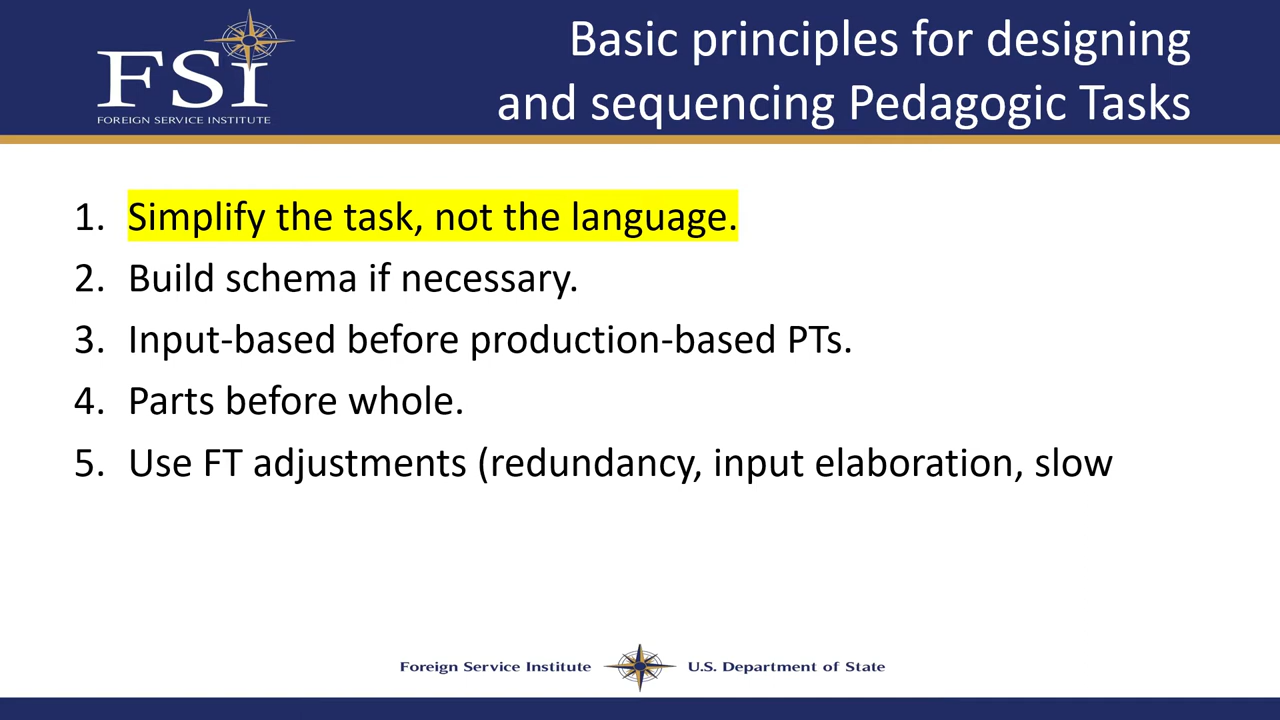 FSI
FOREIGN SERVICE INSTITUTE
Basic principles for designing
and sequencing Pedagogic Tasks
1. Simplify the task, not the language.
2. Build schema if necessary.
3. Input-based before production-based PTs.
4. Parts before whole.
5. Use FT adjustments (redundancy, input elaboration, slow
Foreign Service Institute U.S. Department of State